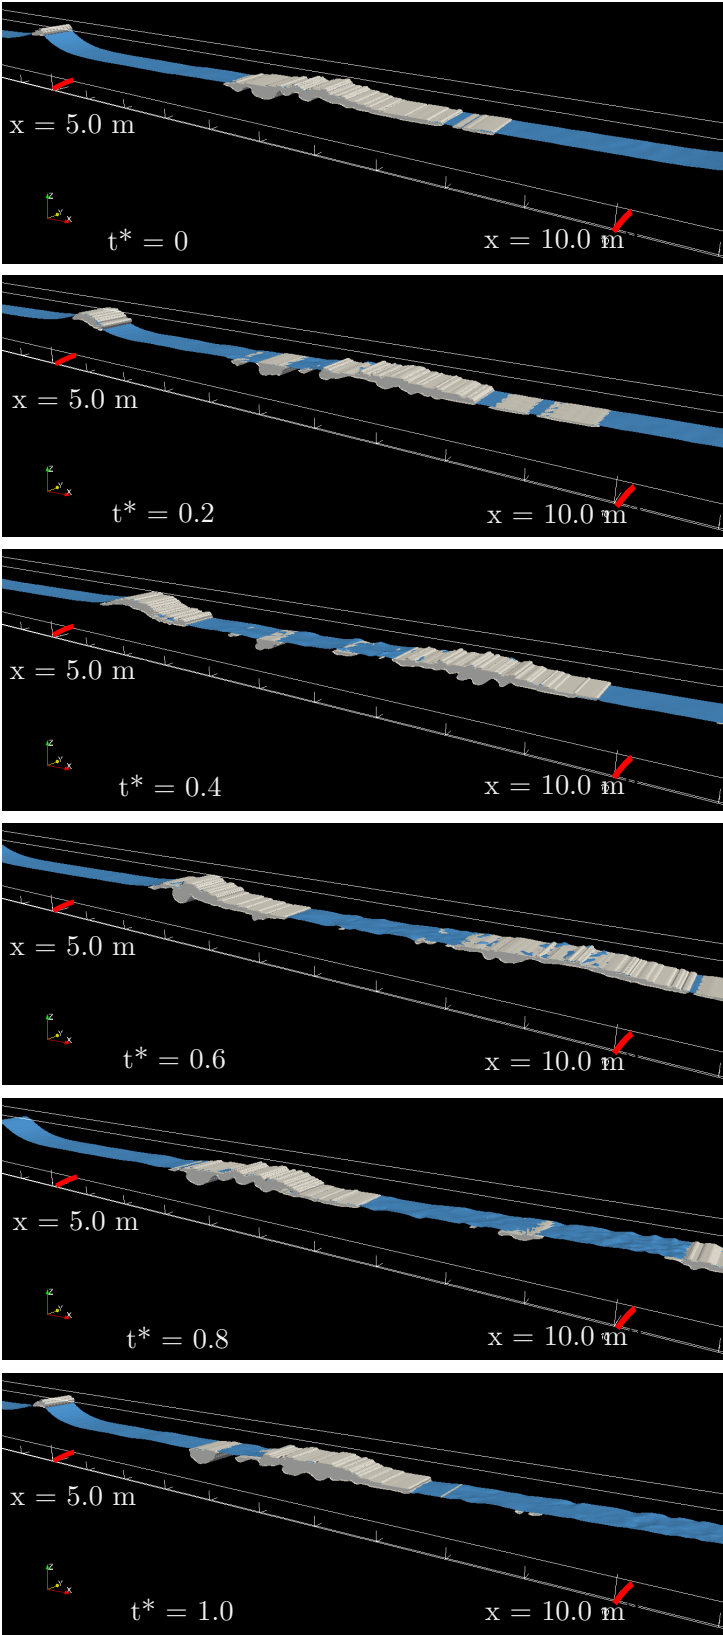 x = 5.0 m
t* = 0
x = 10.0 m
Z
Y
X
x = 5.0 m
t* = 0.2
x = 10.0 m
Z
Y
X
x = 5.0 m
t* = 0.4
x = 10.0 m
Z
Y
X
x = 5.0 m
t* = 0.6
x = 10.0 m
Z
Y
X
x = 5.0 m
t* = 0.8
x = 10.0 m
Z
Y
X
x = 5.0 m
t* = 1.0
x = 10.0 m
Z
Y
X